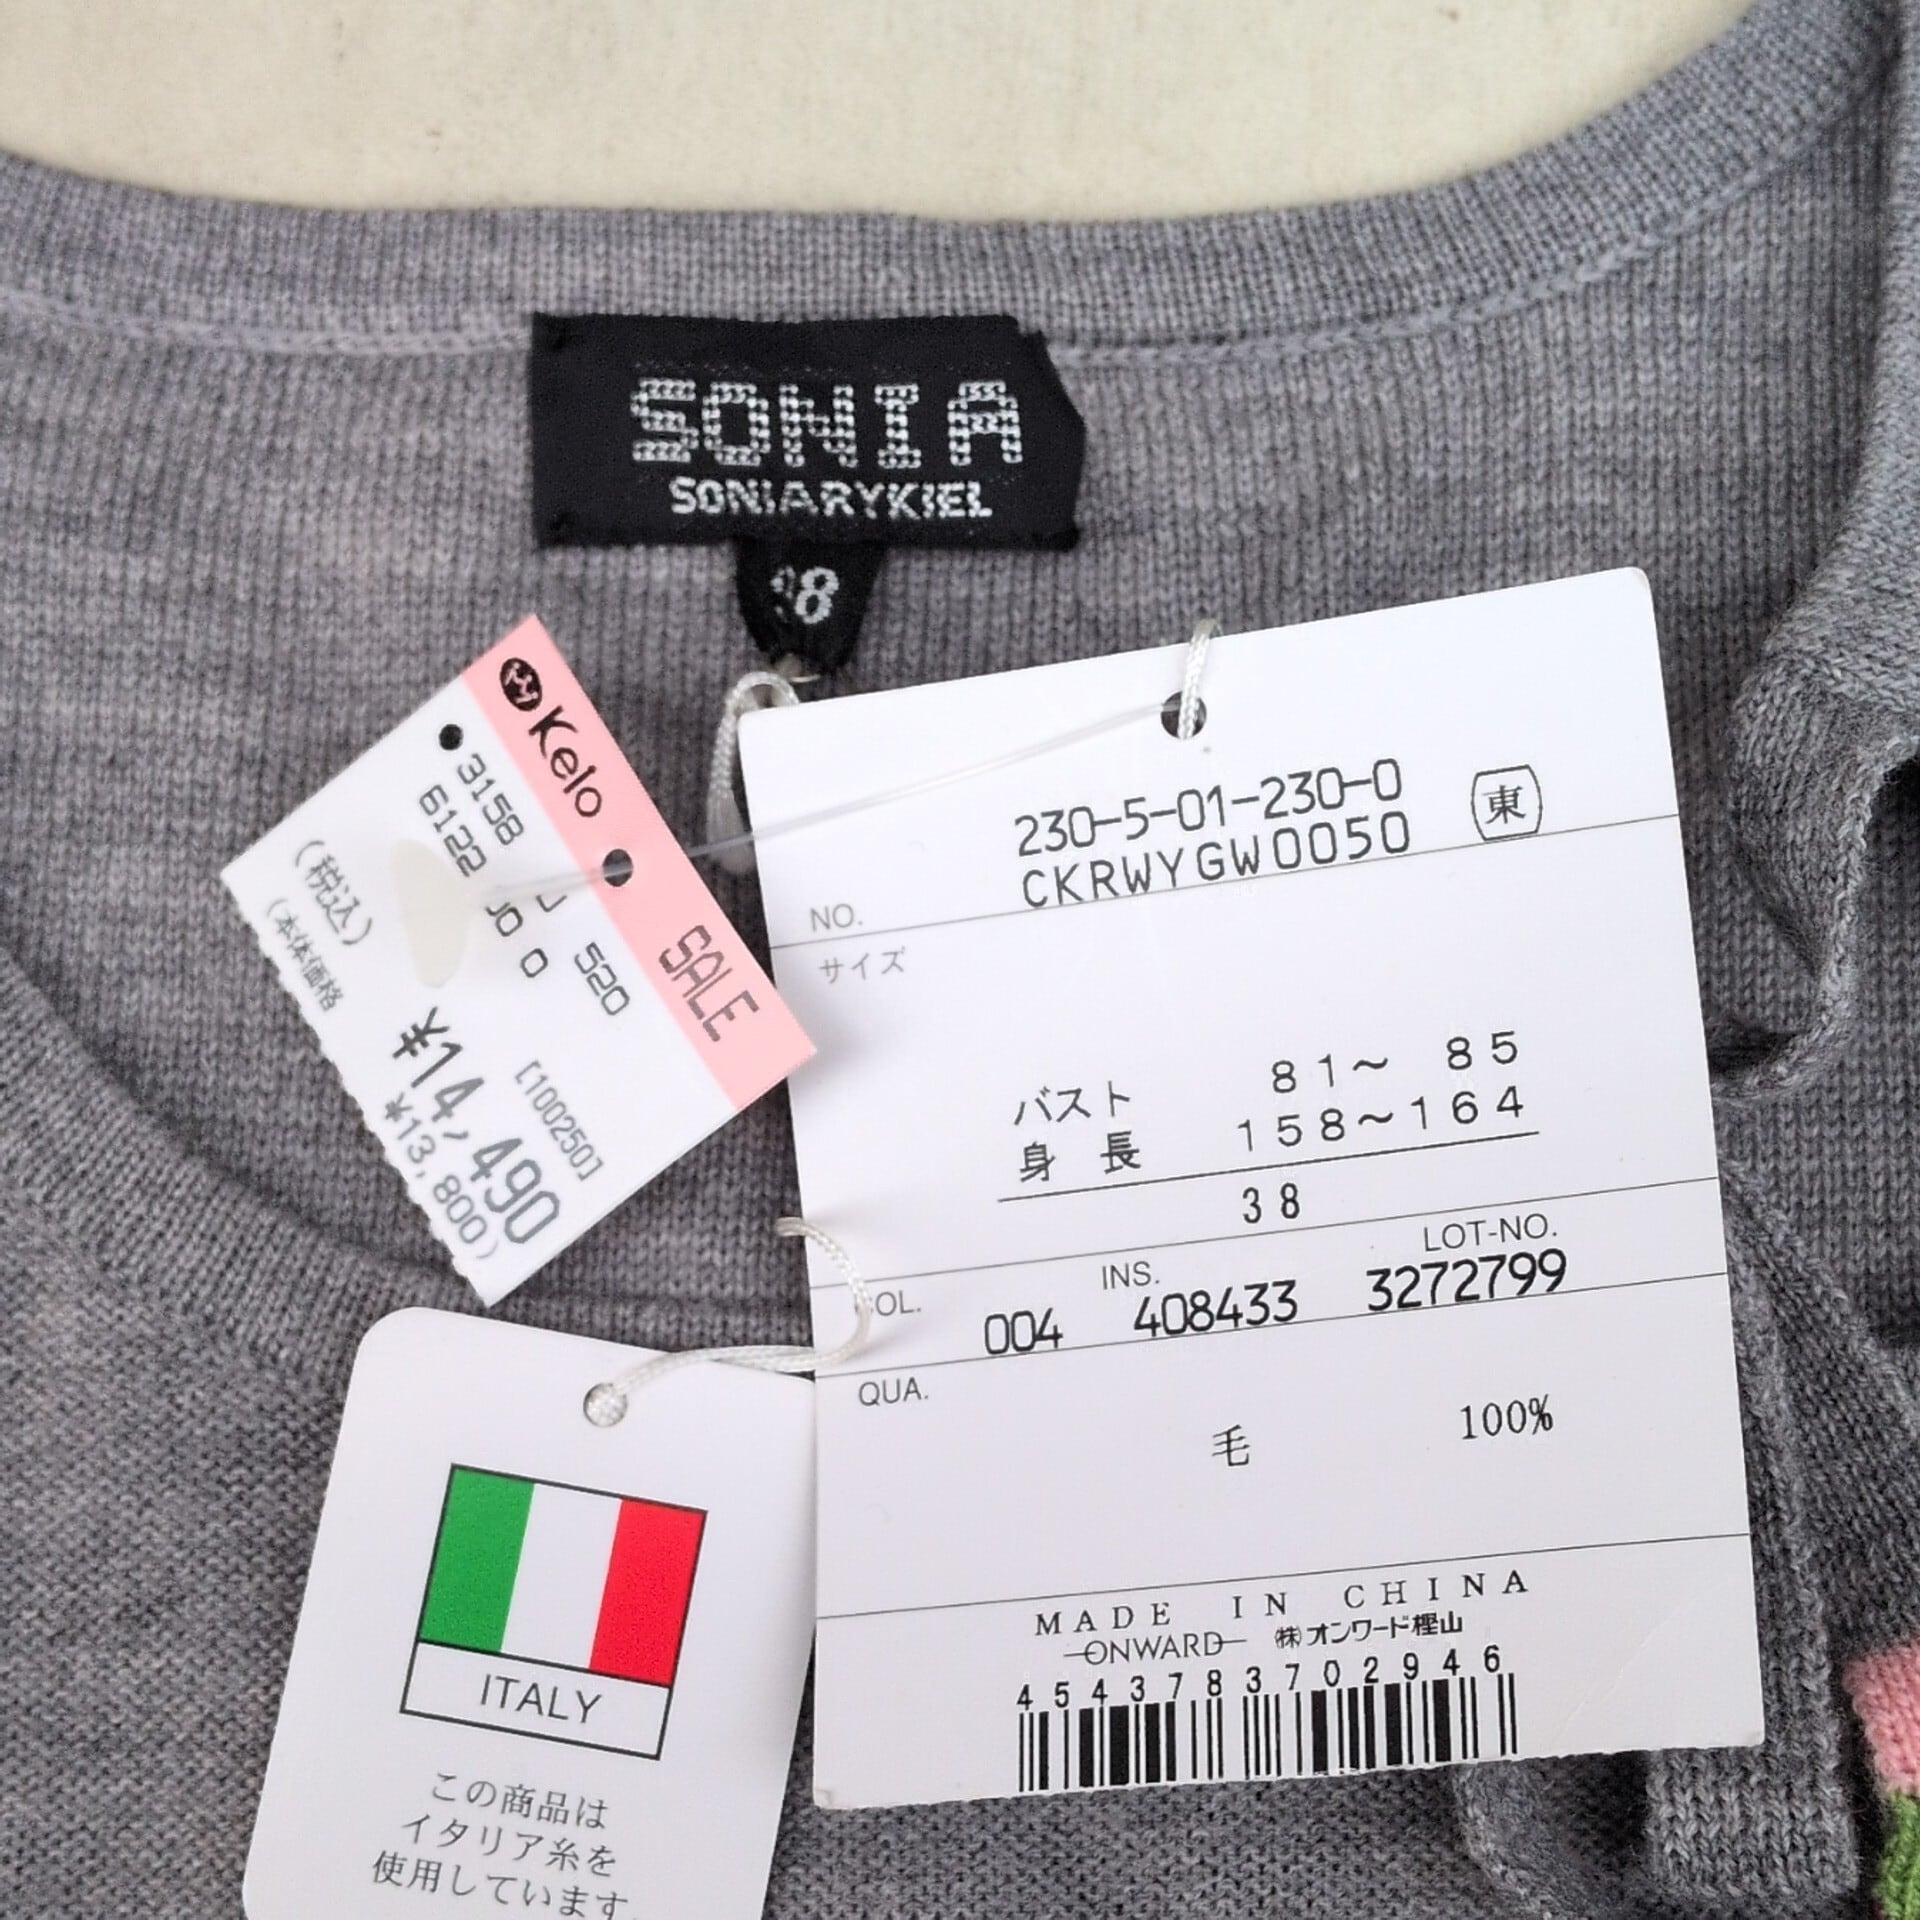 SONIA
SONIARYKIEL
Kelo
SALE
3158
520
6122
0
(税込)
(本体価格
[100250]
¥14,490
¥13,800)
230-5-01-230-0
東
CKRWYGW0050
NO.
サイズ
バスト 81～ 85
身 長 158～164
38
COL. INS. LOT-NO.
004 408433 3272799
QUA.
毛 100%
MADE IN CHINA
ONWARD ㈱オンワード樫山
4543783702946
ITALY
この商品は
イタリア糸を
使用しています。